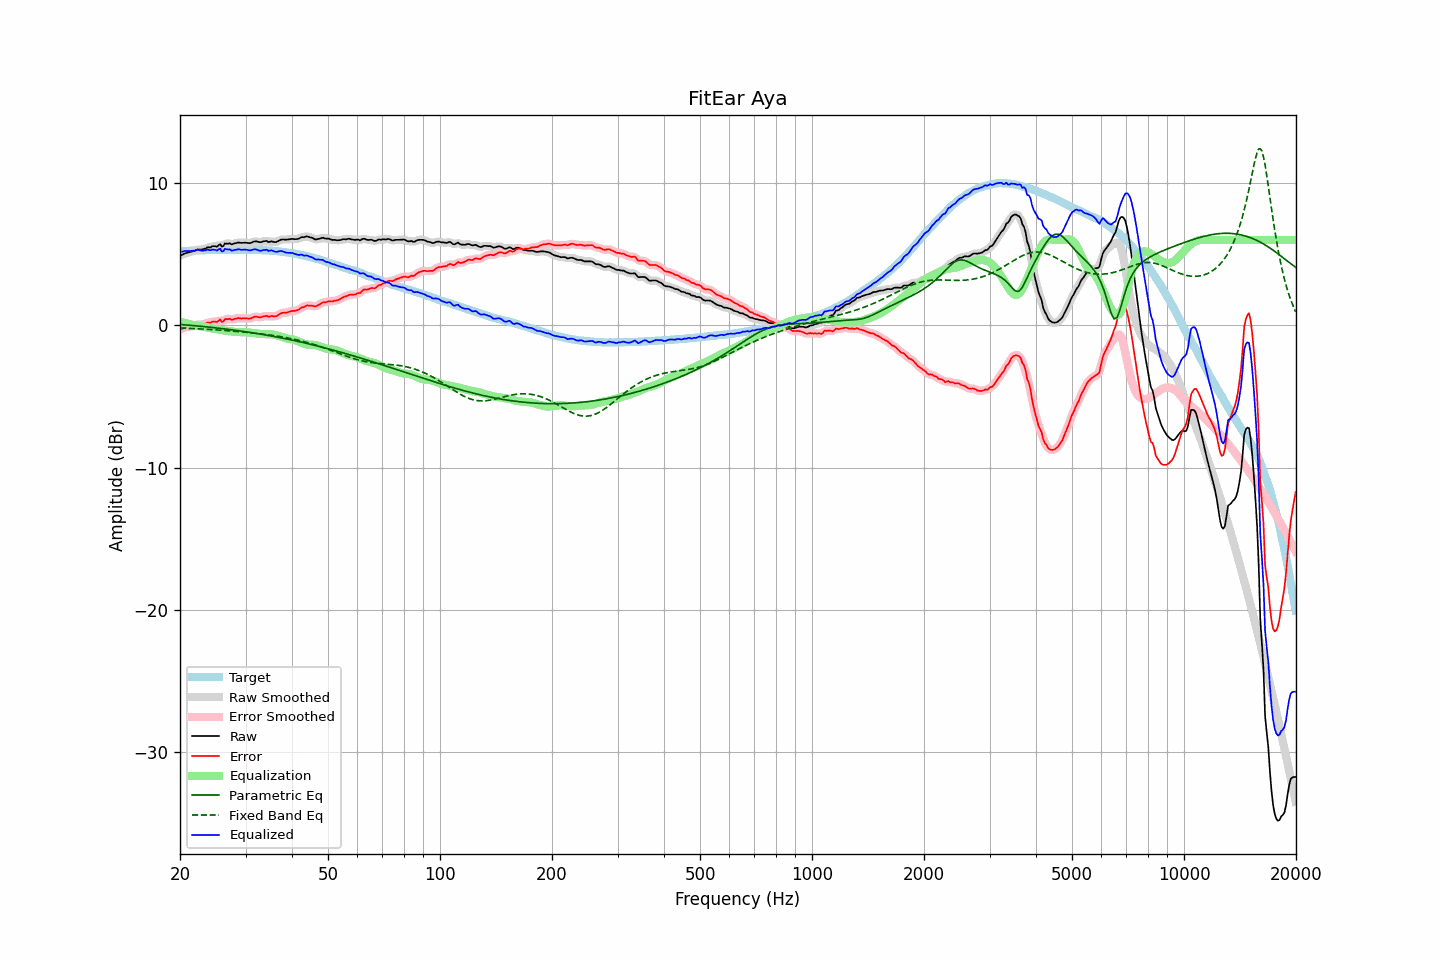 FitEar Aya
Amplitude (dBr)
10
0
−10
−20
−30
Target
Raw Smoothed
Error Smoothed
Raw
Error
Equalization
Parametric Eq
Fixed Band Eq
Equalized
20 50 100 200 500 1000 2000 5000 10000 20000
Frequency (Hz)